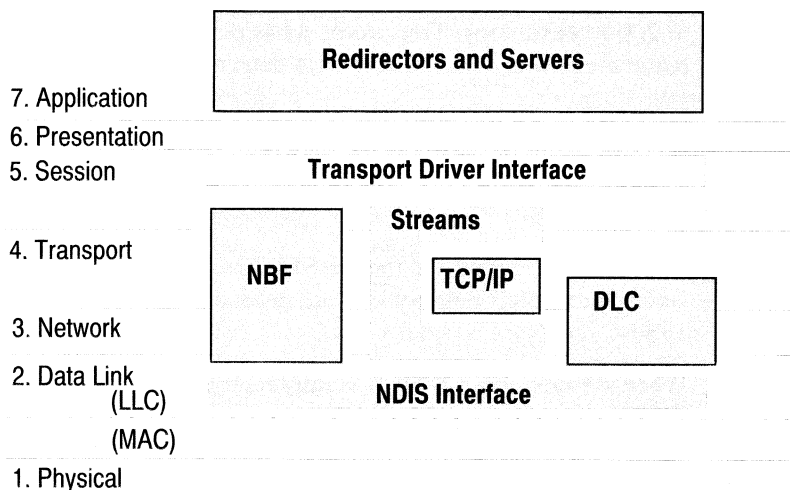 Redirectors and Servers
7. Application
6. Presentation
5. Session
Transport Driver Interface
Streams
4. Transport
NBF
TCP/IP
DLC
3. Network
2. Data Link
(LLC)
NDIS Interface
(MAC)
1. Physical